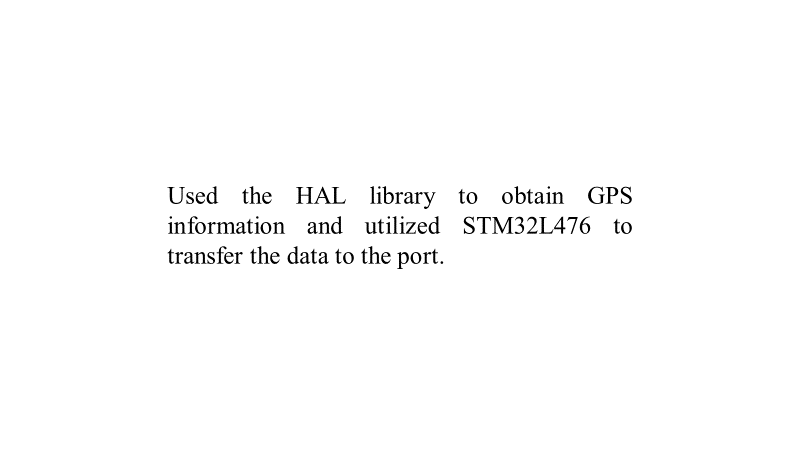 Used the HAL library to obtain GPS
information and utilized STM32L476 to
transfer the data to the port.